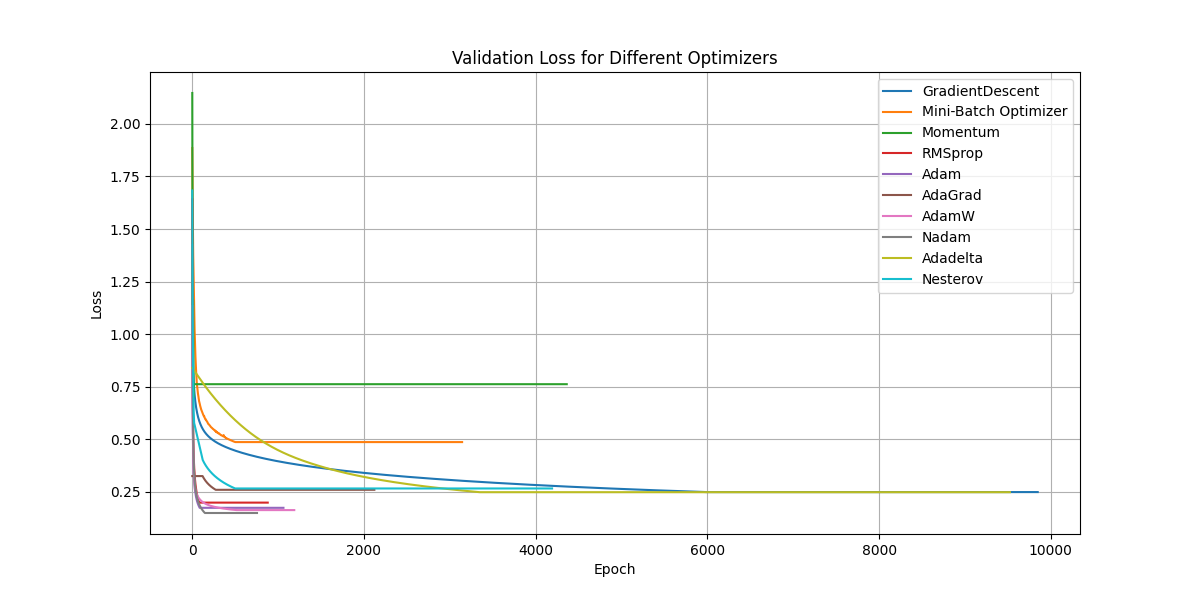 Validation Loss for Different Optimizers
GradientDescent
Mini-Batch Optimizer
Momentum
RMSprop
Adam
AdaGrad
AdamW
Nadam
Adadelta
Nesterov
2.00
1.75
1.50
1.25
1.00
0.75
0.50
0.25
Loss
0 2000 4000 6000 8000 10000
Epoch